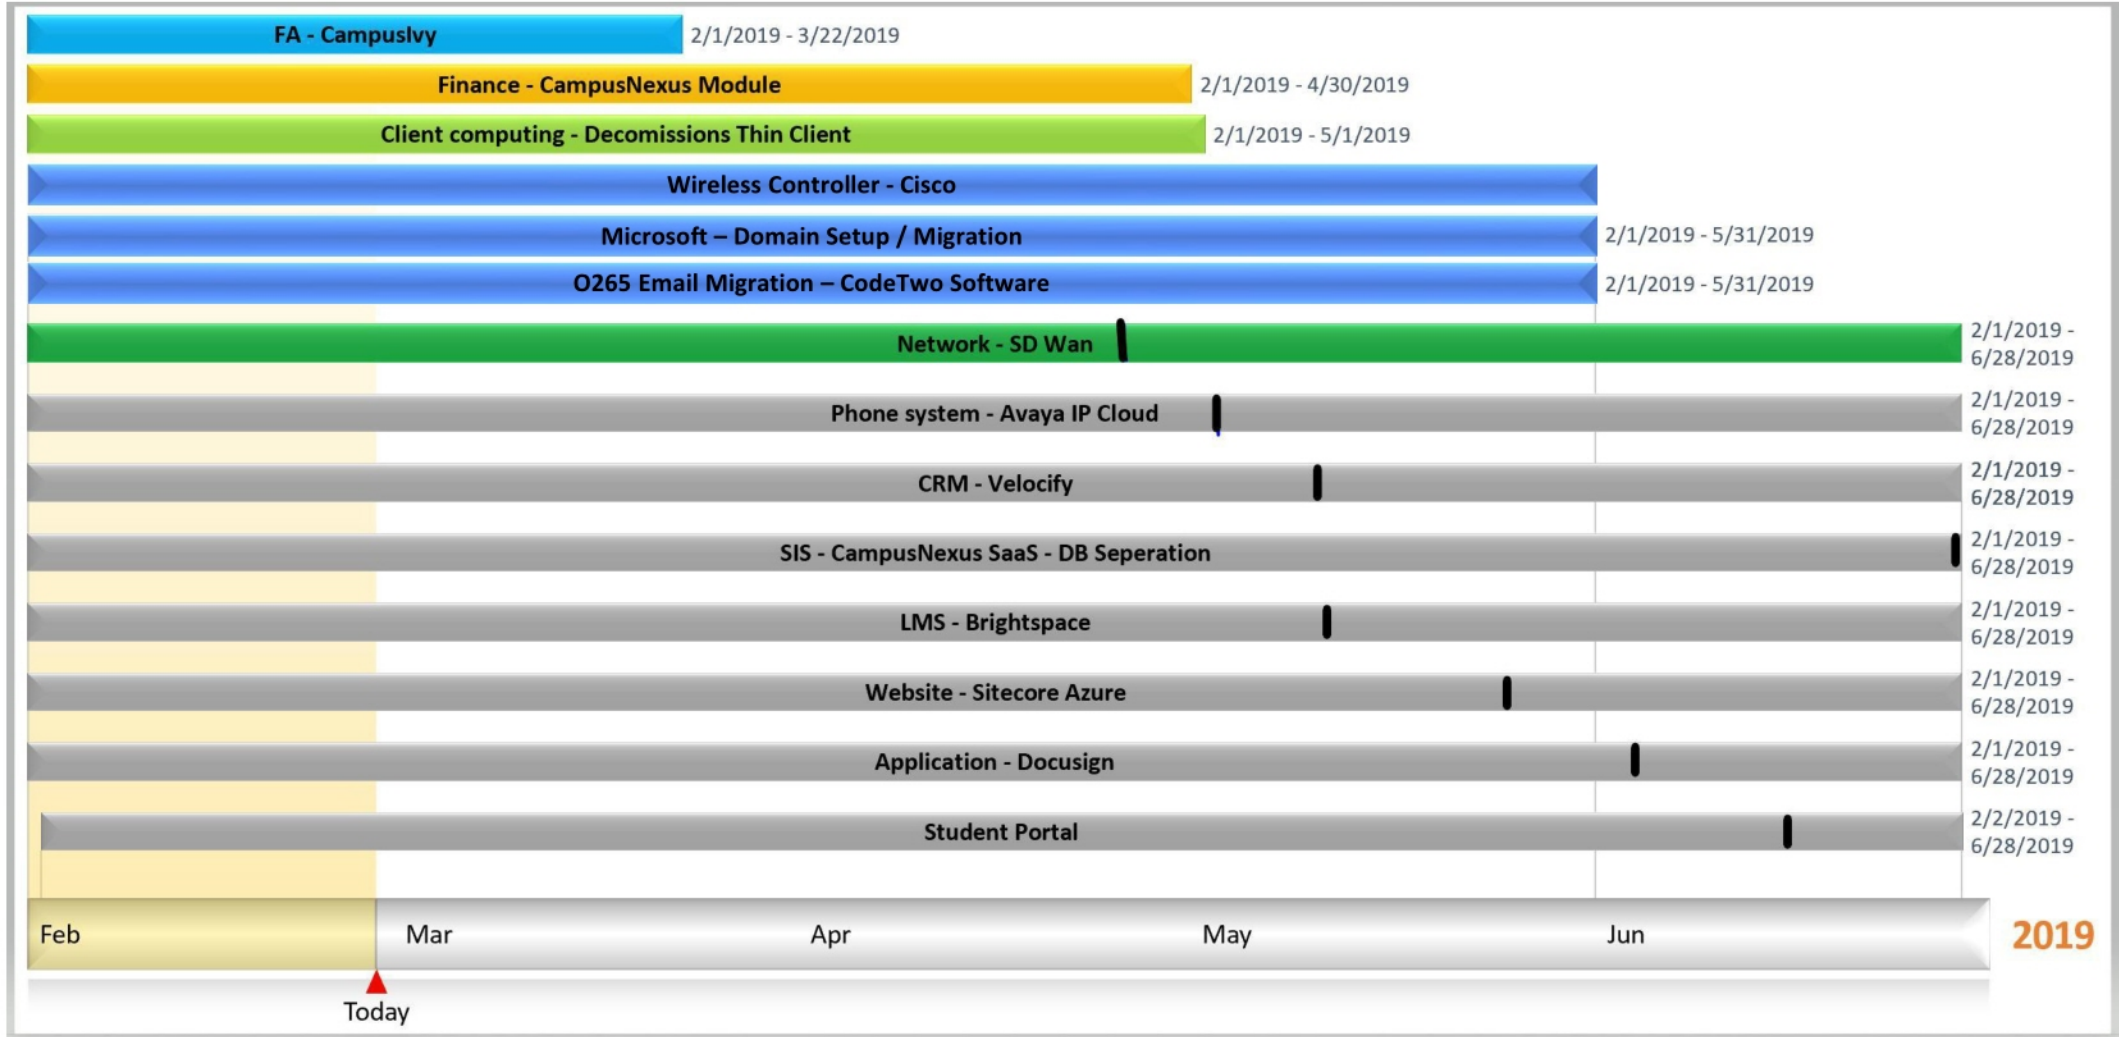 FA - CampusIvy 2/1/2019 - 3/22/2019
Finance - CampusNexus Module 2/1/2019 - 4/30/2019
Client computing - Decomissions Thin Client 2/1/2019 - 5/1/2019
Wireless Controller - Cisco
Microsoft – Domain Setup / Migration 2/1/2019 - 5/31/2019
O265 Email Migration – CodeTwo Software 2/1/2019 - 5/31/2019
Network - SD Wan
2/1/2019 -
6/28/2019
Phone system - Avaya IP Cloud
2/1/2019 -
6/28/2019
CRM - Velocify
2/1/2019 -
6/28/2019
SIS - CampusNexus SaaS - DB Seperation
2/1/2019 -
6/28/2019
LMS - Brightspace
2/1/2019 -
6/28/2019
Website - Sitecore Azure
2/1/2019 -
6/28/2019
Application - Docusign
2/1/2019 -
6/28/2019
Student Portal
2/2/2019 -
6/28/2019
Feb Mar Apr May Jun 2019
Today